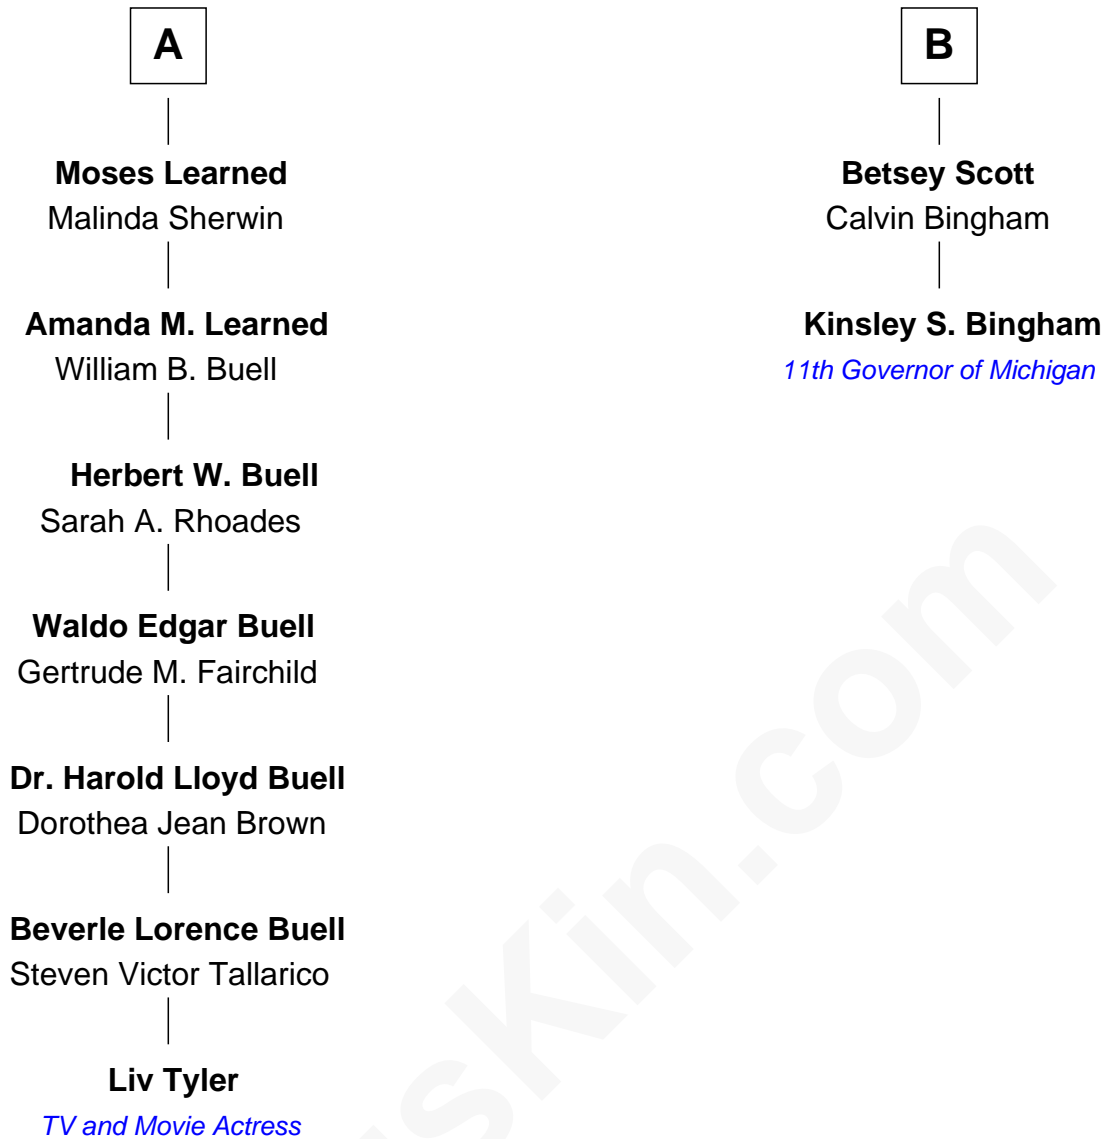 A
Moses Learned
Malinda Sherwin
Amanda M. Learned
William B. Buell
Herbert W. Buell
Sarah A. Rhoades
Waldo Edgar Buell
Gertrude M. Fairchild
Dr. Harold Lloyd Buell
Dorothea Jean Brown
Beverle Lorence Buell
Steven Victor Tallarico
Liv Tyler
TV and Movie Actress
B
Betsey Scott
Calvin Bingham
Kinsley S. Bingham
11th Governor of Michigan
sKin.com